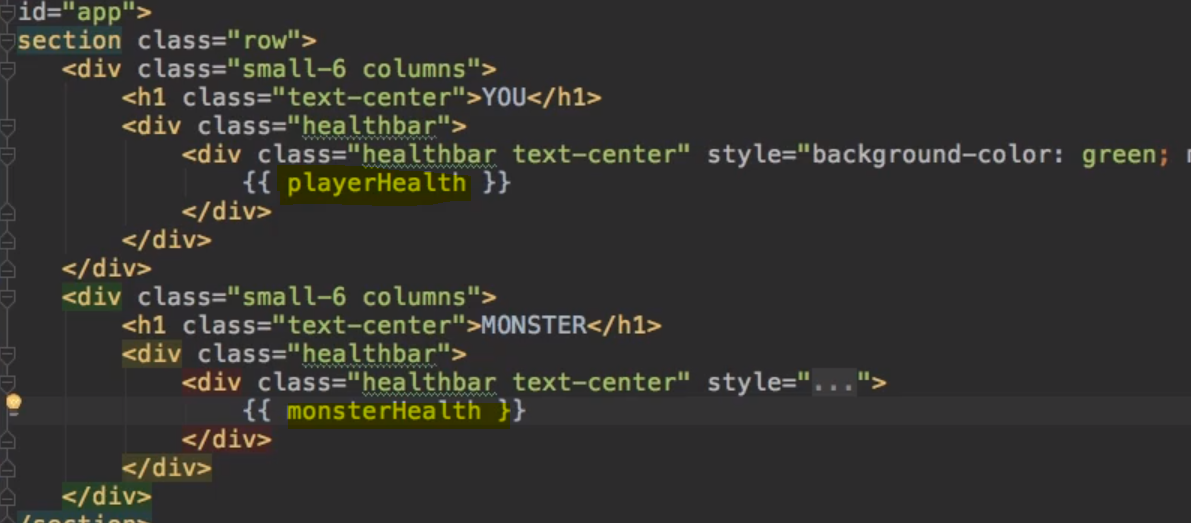 id="app">
section class="row">
<div class="small-6 columns">
<h1 class="text-center">YOU</h1>
<div class="healthbar">
<div class="healthbar text-center" style="background-color: green;
{{ playerHealth }}
</div>
</div>
</div>
<div class="small-6 columns">
<h1 class="text-center">MONSTER</h1>
<div class="healthbar">
<div class="healthbar text-center" style="...">
{{ monsterHealth }}
</div>
</div>
</div>
/section>